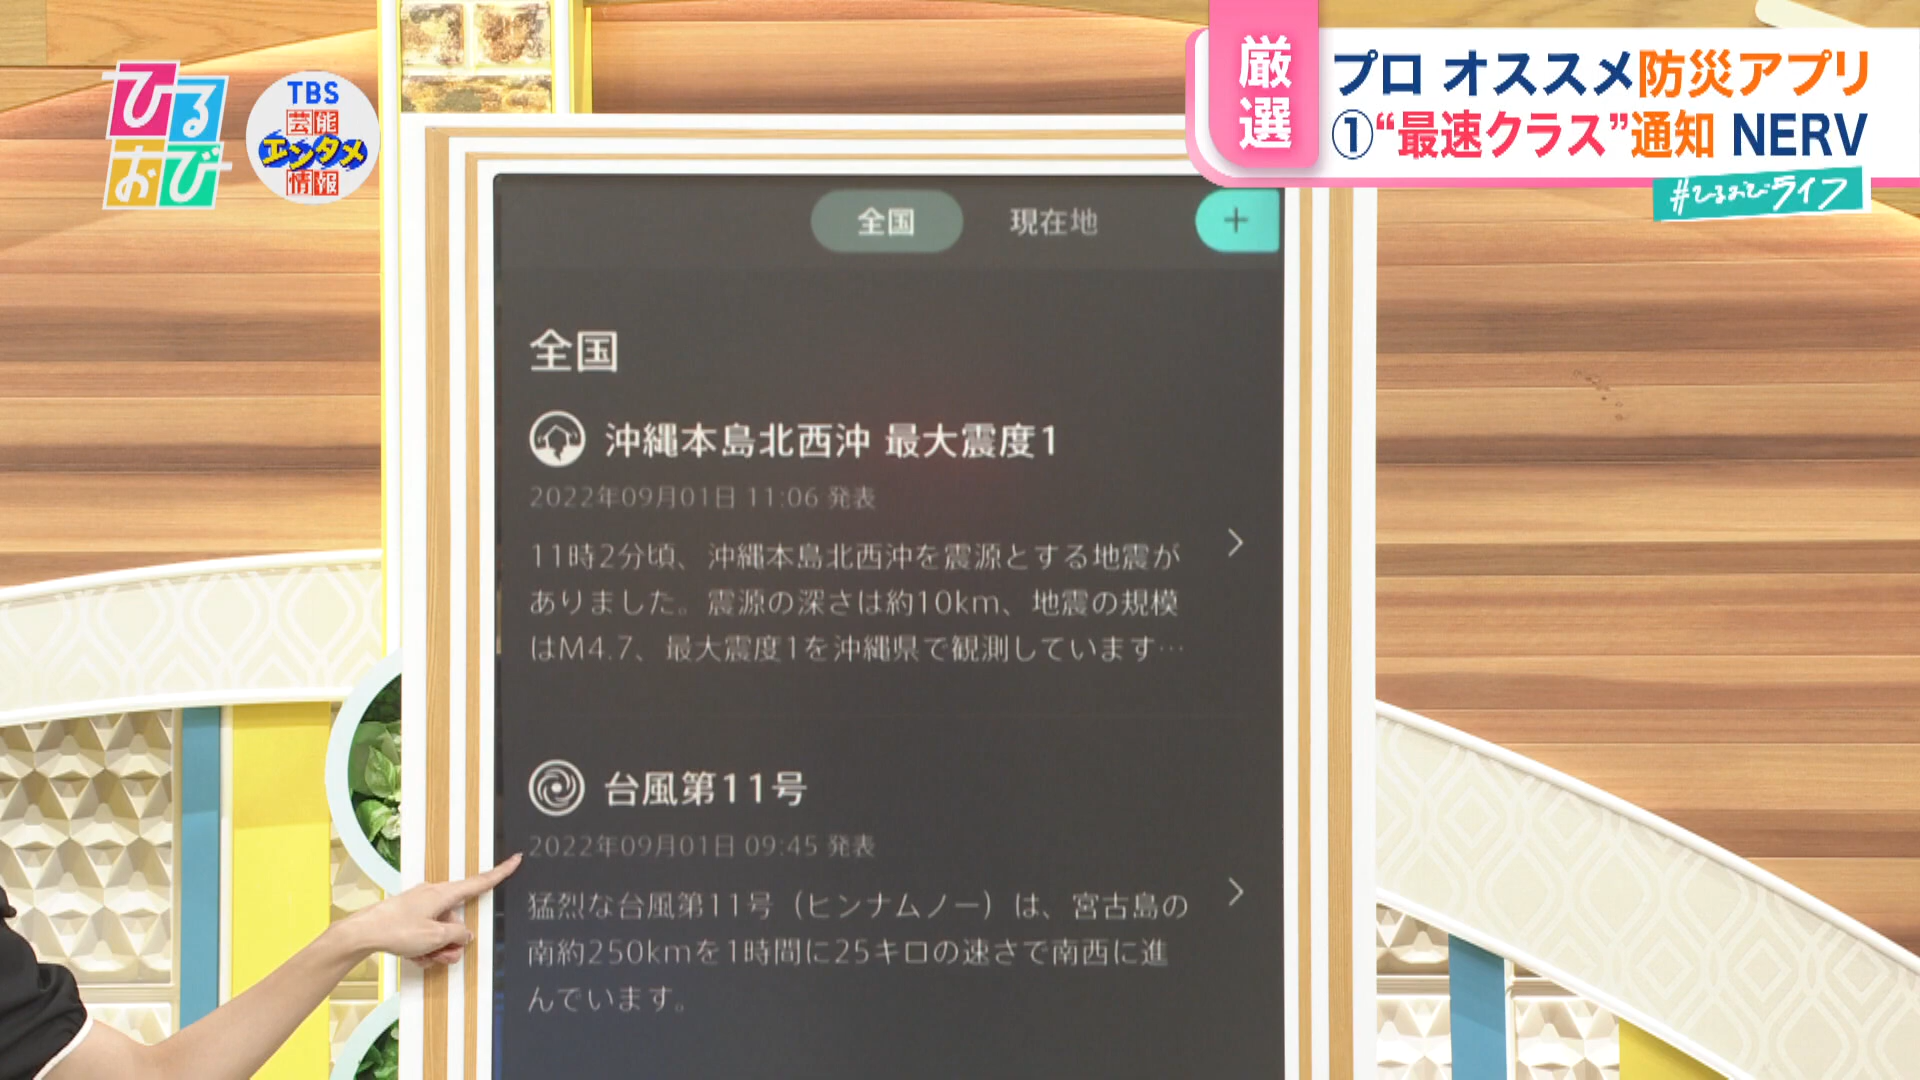 ひるおび
TBS
芸能
エンタメ
情報
厳選
プロ オススメ防災アプリ
①“最速クラス”通知 NERV
#ひるおびライフ
全国 現在地 +
全国
沖縄本島北西沖 最大震度1
2022年09月01日 11:06 発表
11時2分頃、沖縄本島北西沖を震源とする地震が
ありました。震源の深さは約10km、地震の規模
はM4.7、最大震度1を沖縄県で観測しています…
台風第11号
2022年09月01日 09:45 発表
猛烈な台風第11号（ヒンナムノー）は、宮古島の
南約250kmを1時間に25キロの速さで南西に進
んでいます。